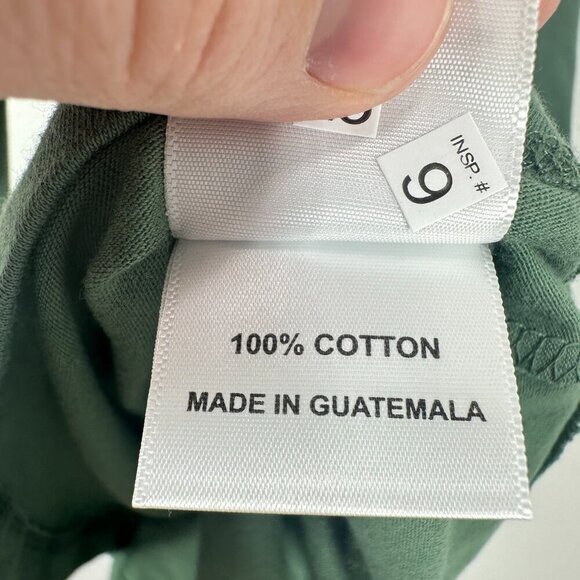 INSP. #
9
100% COTTON
MADE IN GUATEMALA